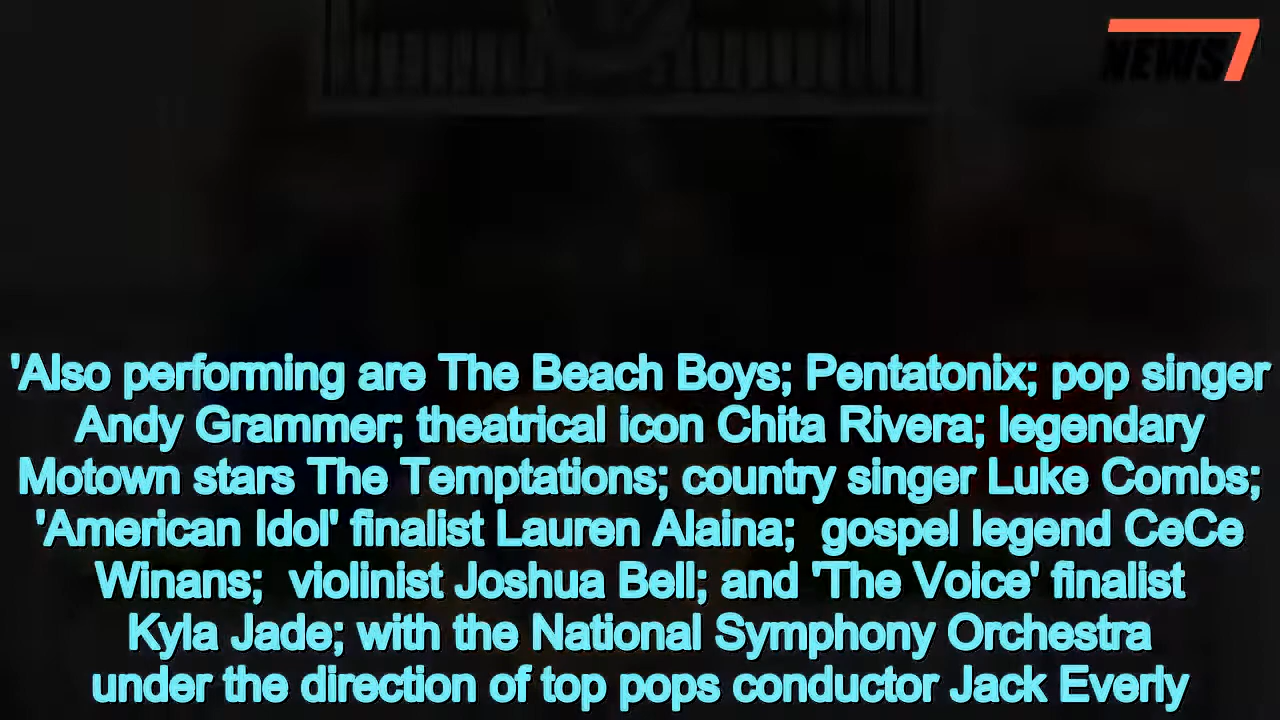 NEWS7
'Also performing are The Beach Boys; Pentatonix; pop singer
Andy Grammer; theatrical icon Chita Rivera; legendary
Motown stars The Temptations; country singer Luke Combs;
'American Idol' finalist Lauren Alaina;  gospel legend CeCe
Winans;  violinist Joshua Bell; and 'The Voice' finalist
Kyla Jade; with the National Symphony Orchestra
under the direction of top pops conductor Jack Everly